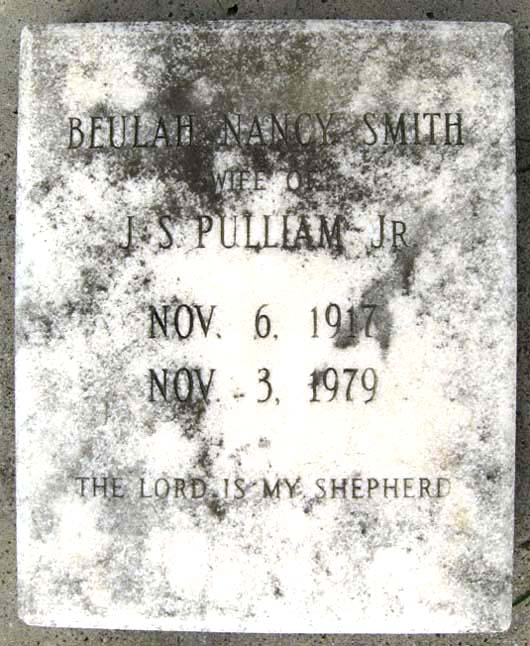 BEULAH NANCY SMITH
WIFE OF
J S PULLIAM JR
NOV. 6, 1917
NOV. 3, 1979
THE LORD IS MY SHEPHERD